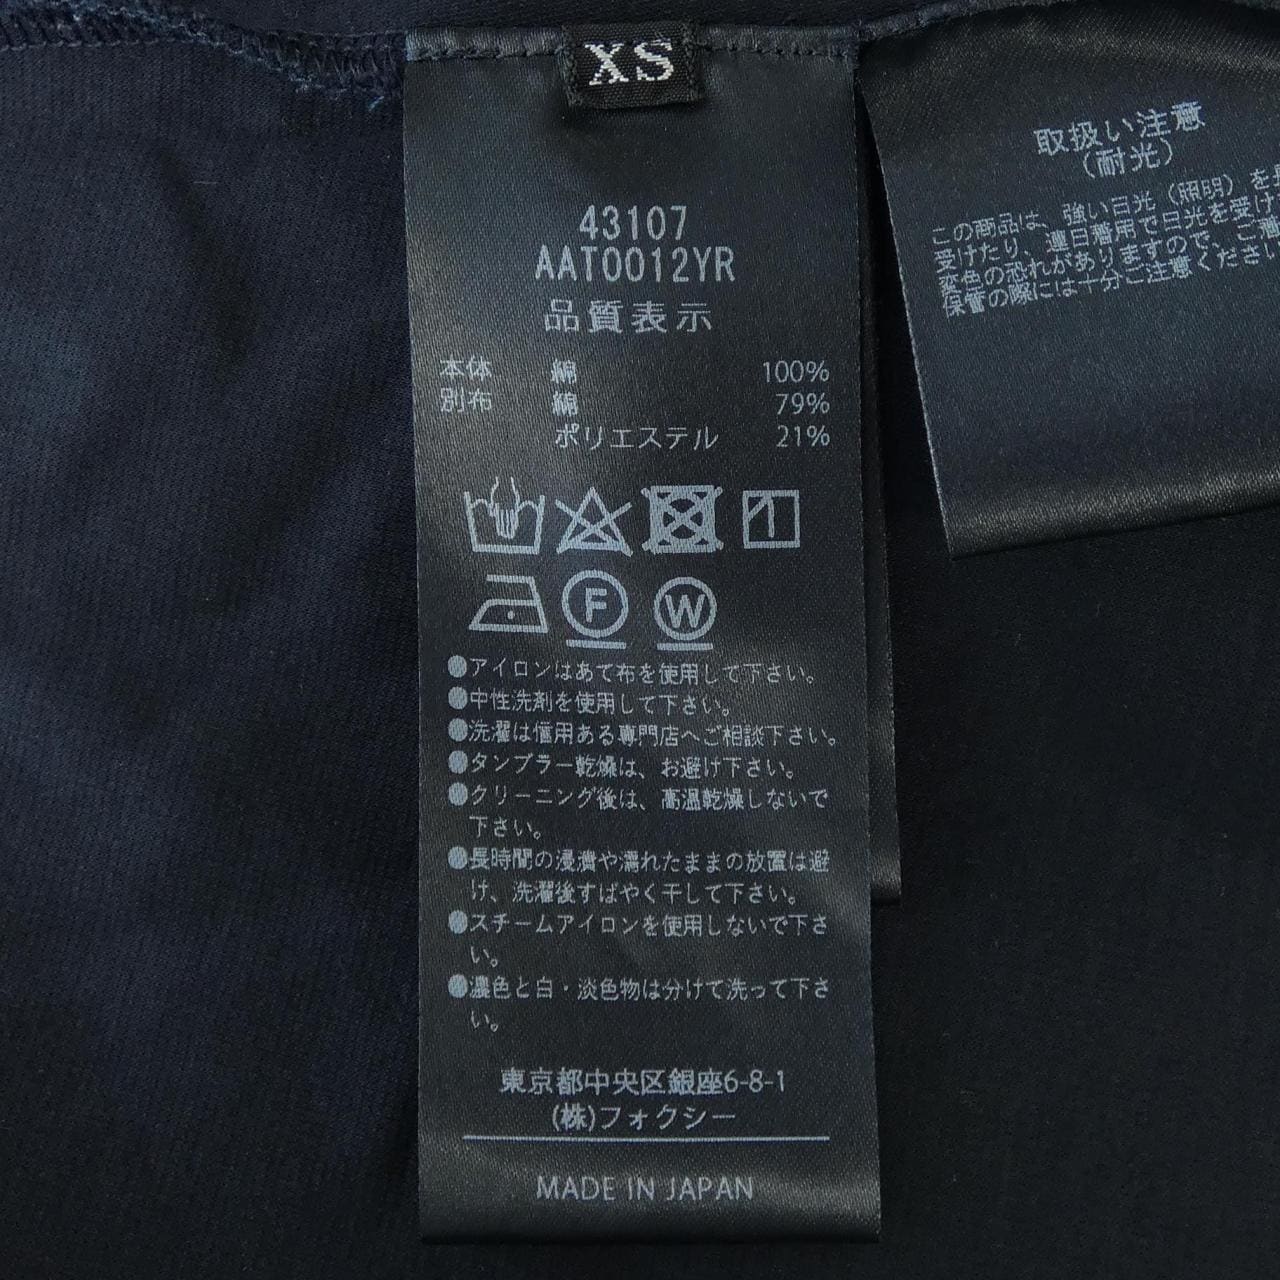 XS
43107
AAT0012YR
品質表示
本体 綿 100%
別布 綿 79%
ポリエステル 21%
F W
●アイロンはあて布を使用して下さい。
●中性洗剤を使用して下さい。
●洗濯は信用ある専門店へご相談下さい。
●タンブラー乾燥は、お避け下さい。
●クリーニング後は、高温乾燥しないで
下さい。
●長時間の浸漬や濡れたままの放置は避
け、洗濯後すばやく干して下さい。
●スチームアイロンを使用しないで下さ
い。
●濃色と白・淡色物は分けて洗って下さ
い。
東京都中央区銀座6-8-1
(株)フォクシー
MADE IN JAPAN
取扱い注意
(耐光)
この商品は、強い日光(照明)を長
受けたり、連日着用で日光を受け
変色の恐れがありますので、ご着
保管の際には十分ご注意ください